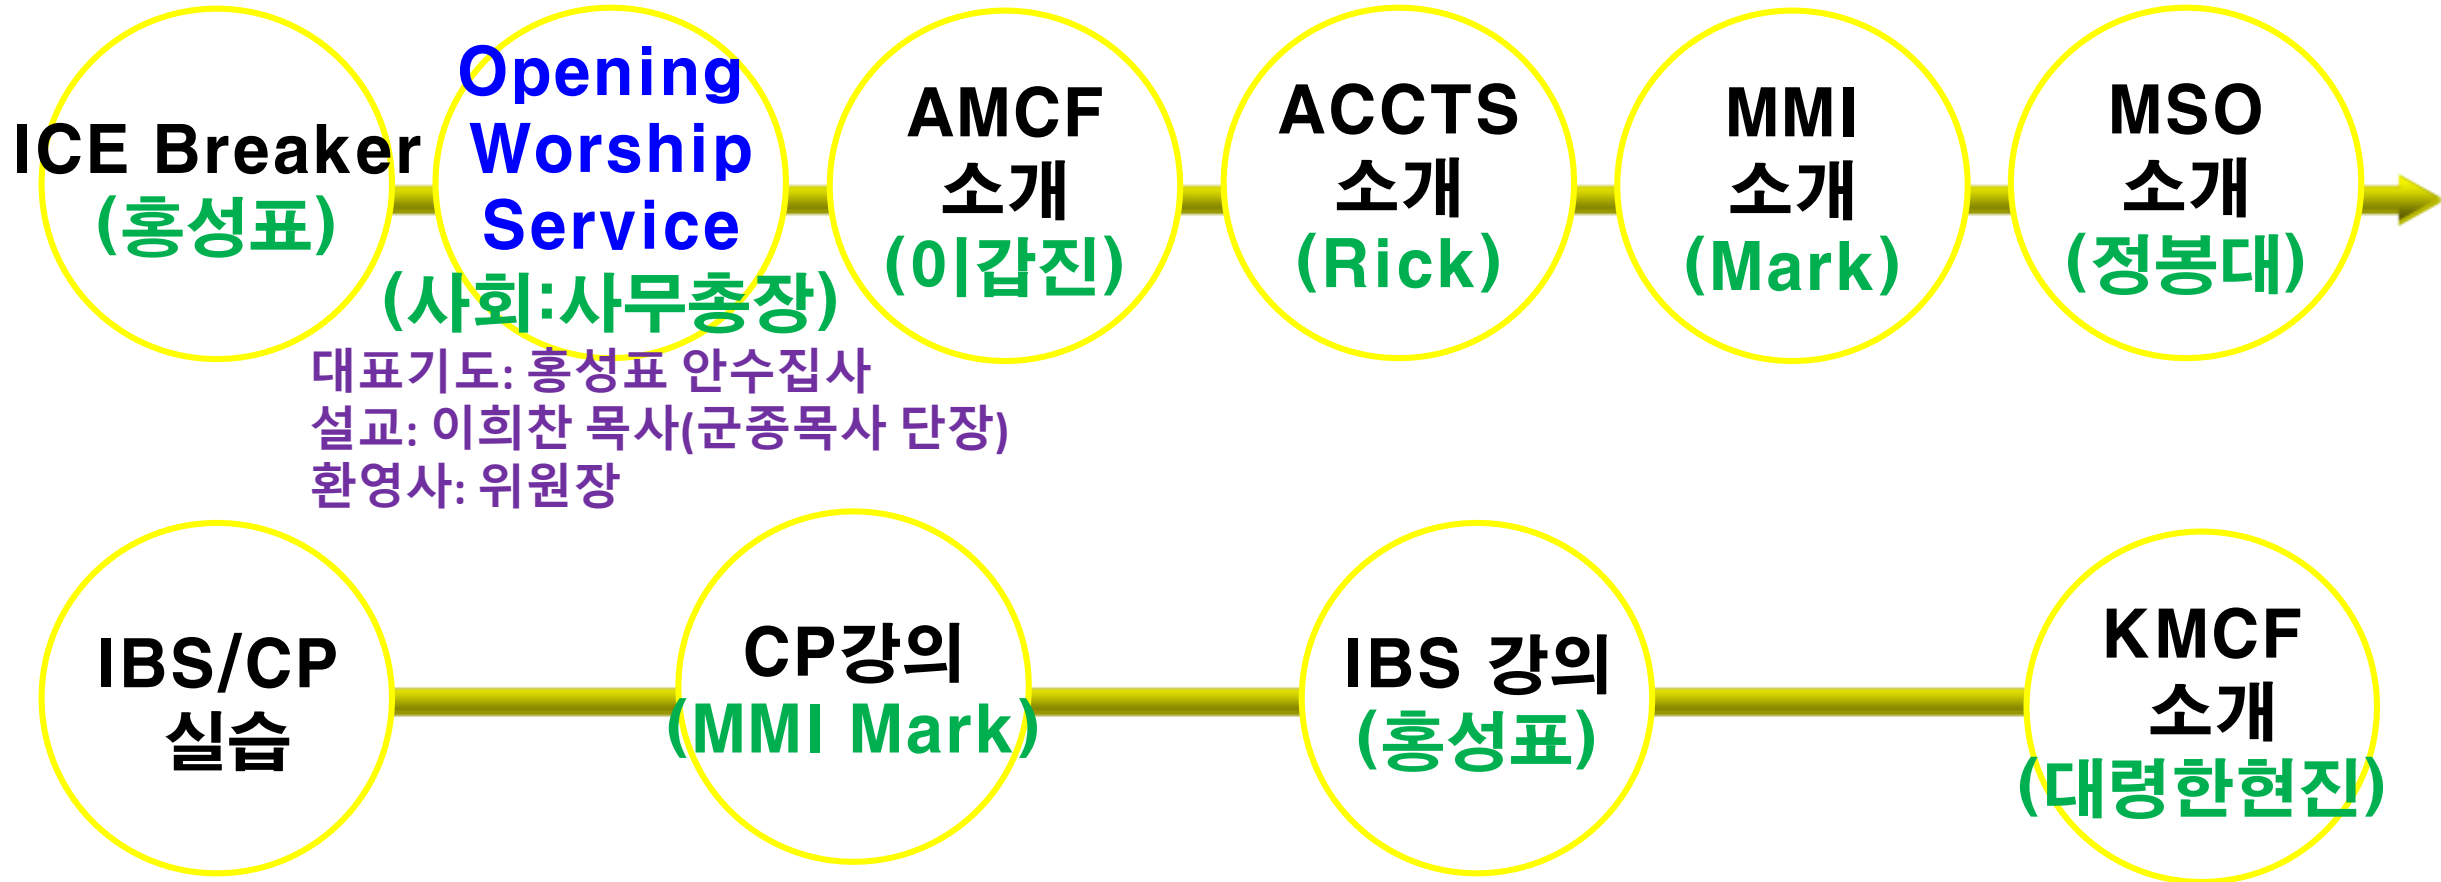 ICE Breaker
(홍성표)
Opening
Worship
Service
(사회:사무총장)
대표기도: 홍성표 안수집사
설교: 이희찬 목사(군종목사 단장)
환영사: 위원장
AMCF
소개
(이갑진)
ACCTS
소개
(Rick)
MMI
소개
(Mark)
MSO
소개
(정봉대)
IBS/CP
실습
CP강의
(MMI Mark)
IBS 강의
(홍성표)
KMCF
소개
(대령한현진)